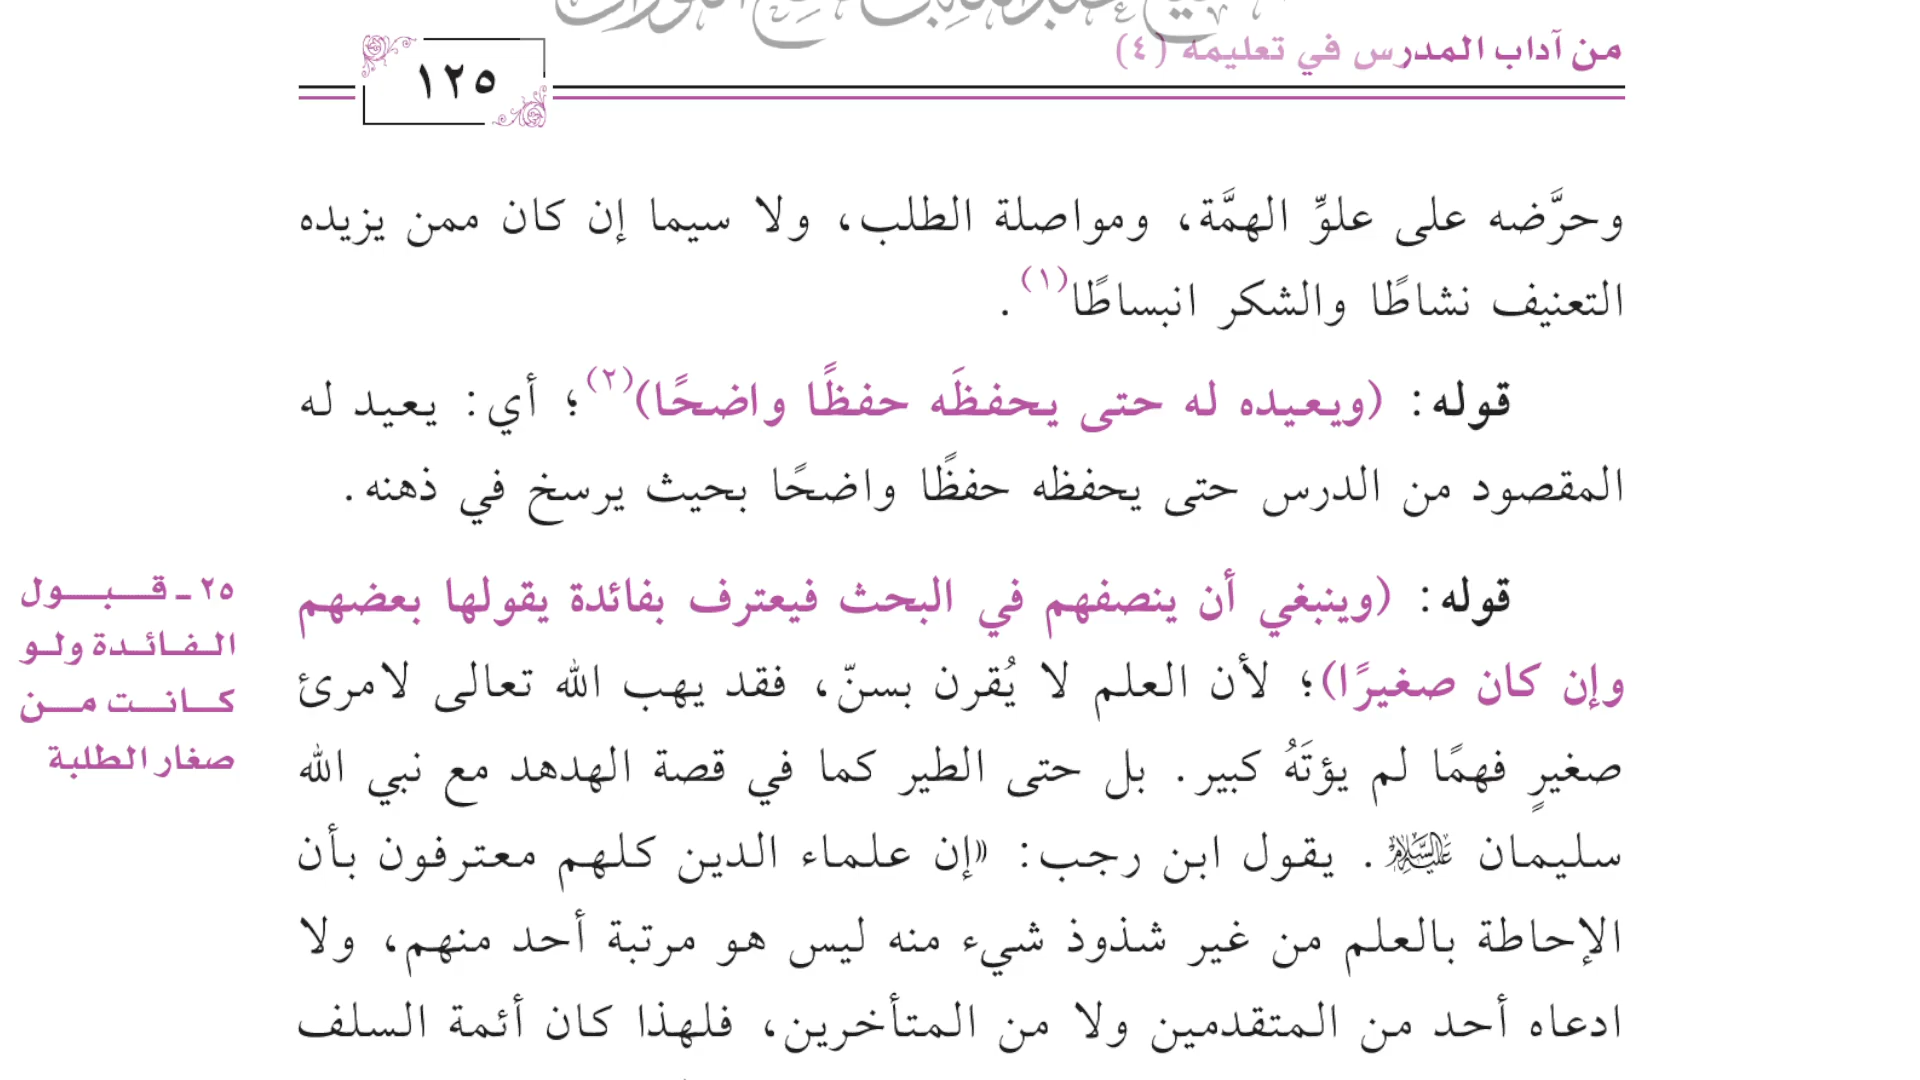 من آداب المدرس في تعليمه (٤)
١٢٥
وحرَّضه على علوِّ الهمَّة، ومواصلة الطلب، ولا سيما إن كان ممن يزيده
التعنيف نشاطًا والشكر انبساطًا(١).
قوله: (ويعيده له حتى يحفظَه حفظًا واضحًا)(٢)؛ أي: يعيد له
المقصود من الدرس حتى يحفظه حفظًا واضحًا بحيث يرسخ في ذهنه.
قوله: (وينبغي أن ينصفهم في البحث فيعترف بفائدة يقولها بعضهم
وإن كان صغيرًا)؛ لأن العلم لا يُقرن بسنّ، فقد يهب الله تعالى لامرئ
صغيرٍ فهمًا لم يؤتَهُ كبير. بل حتى الطير كما في قصة الهدهد مع نبي الله
سليمان عليه السلام. يقول ابن رجب: «إن علماء الدين كلهم معترفون بأن
الإحاطة بالعلم من غير شذوذ شيء منه ليس هو مرتبة أحد منهم، ولا
ادعاه أحد من المتقدمين ولا من المتأخرين، فلهذا كان أئمة السلف
٢٥ ـ قبول
الفائدة ولو
كانت من
صغار الطلبة